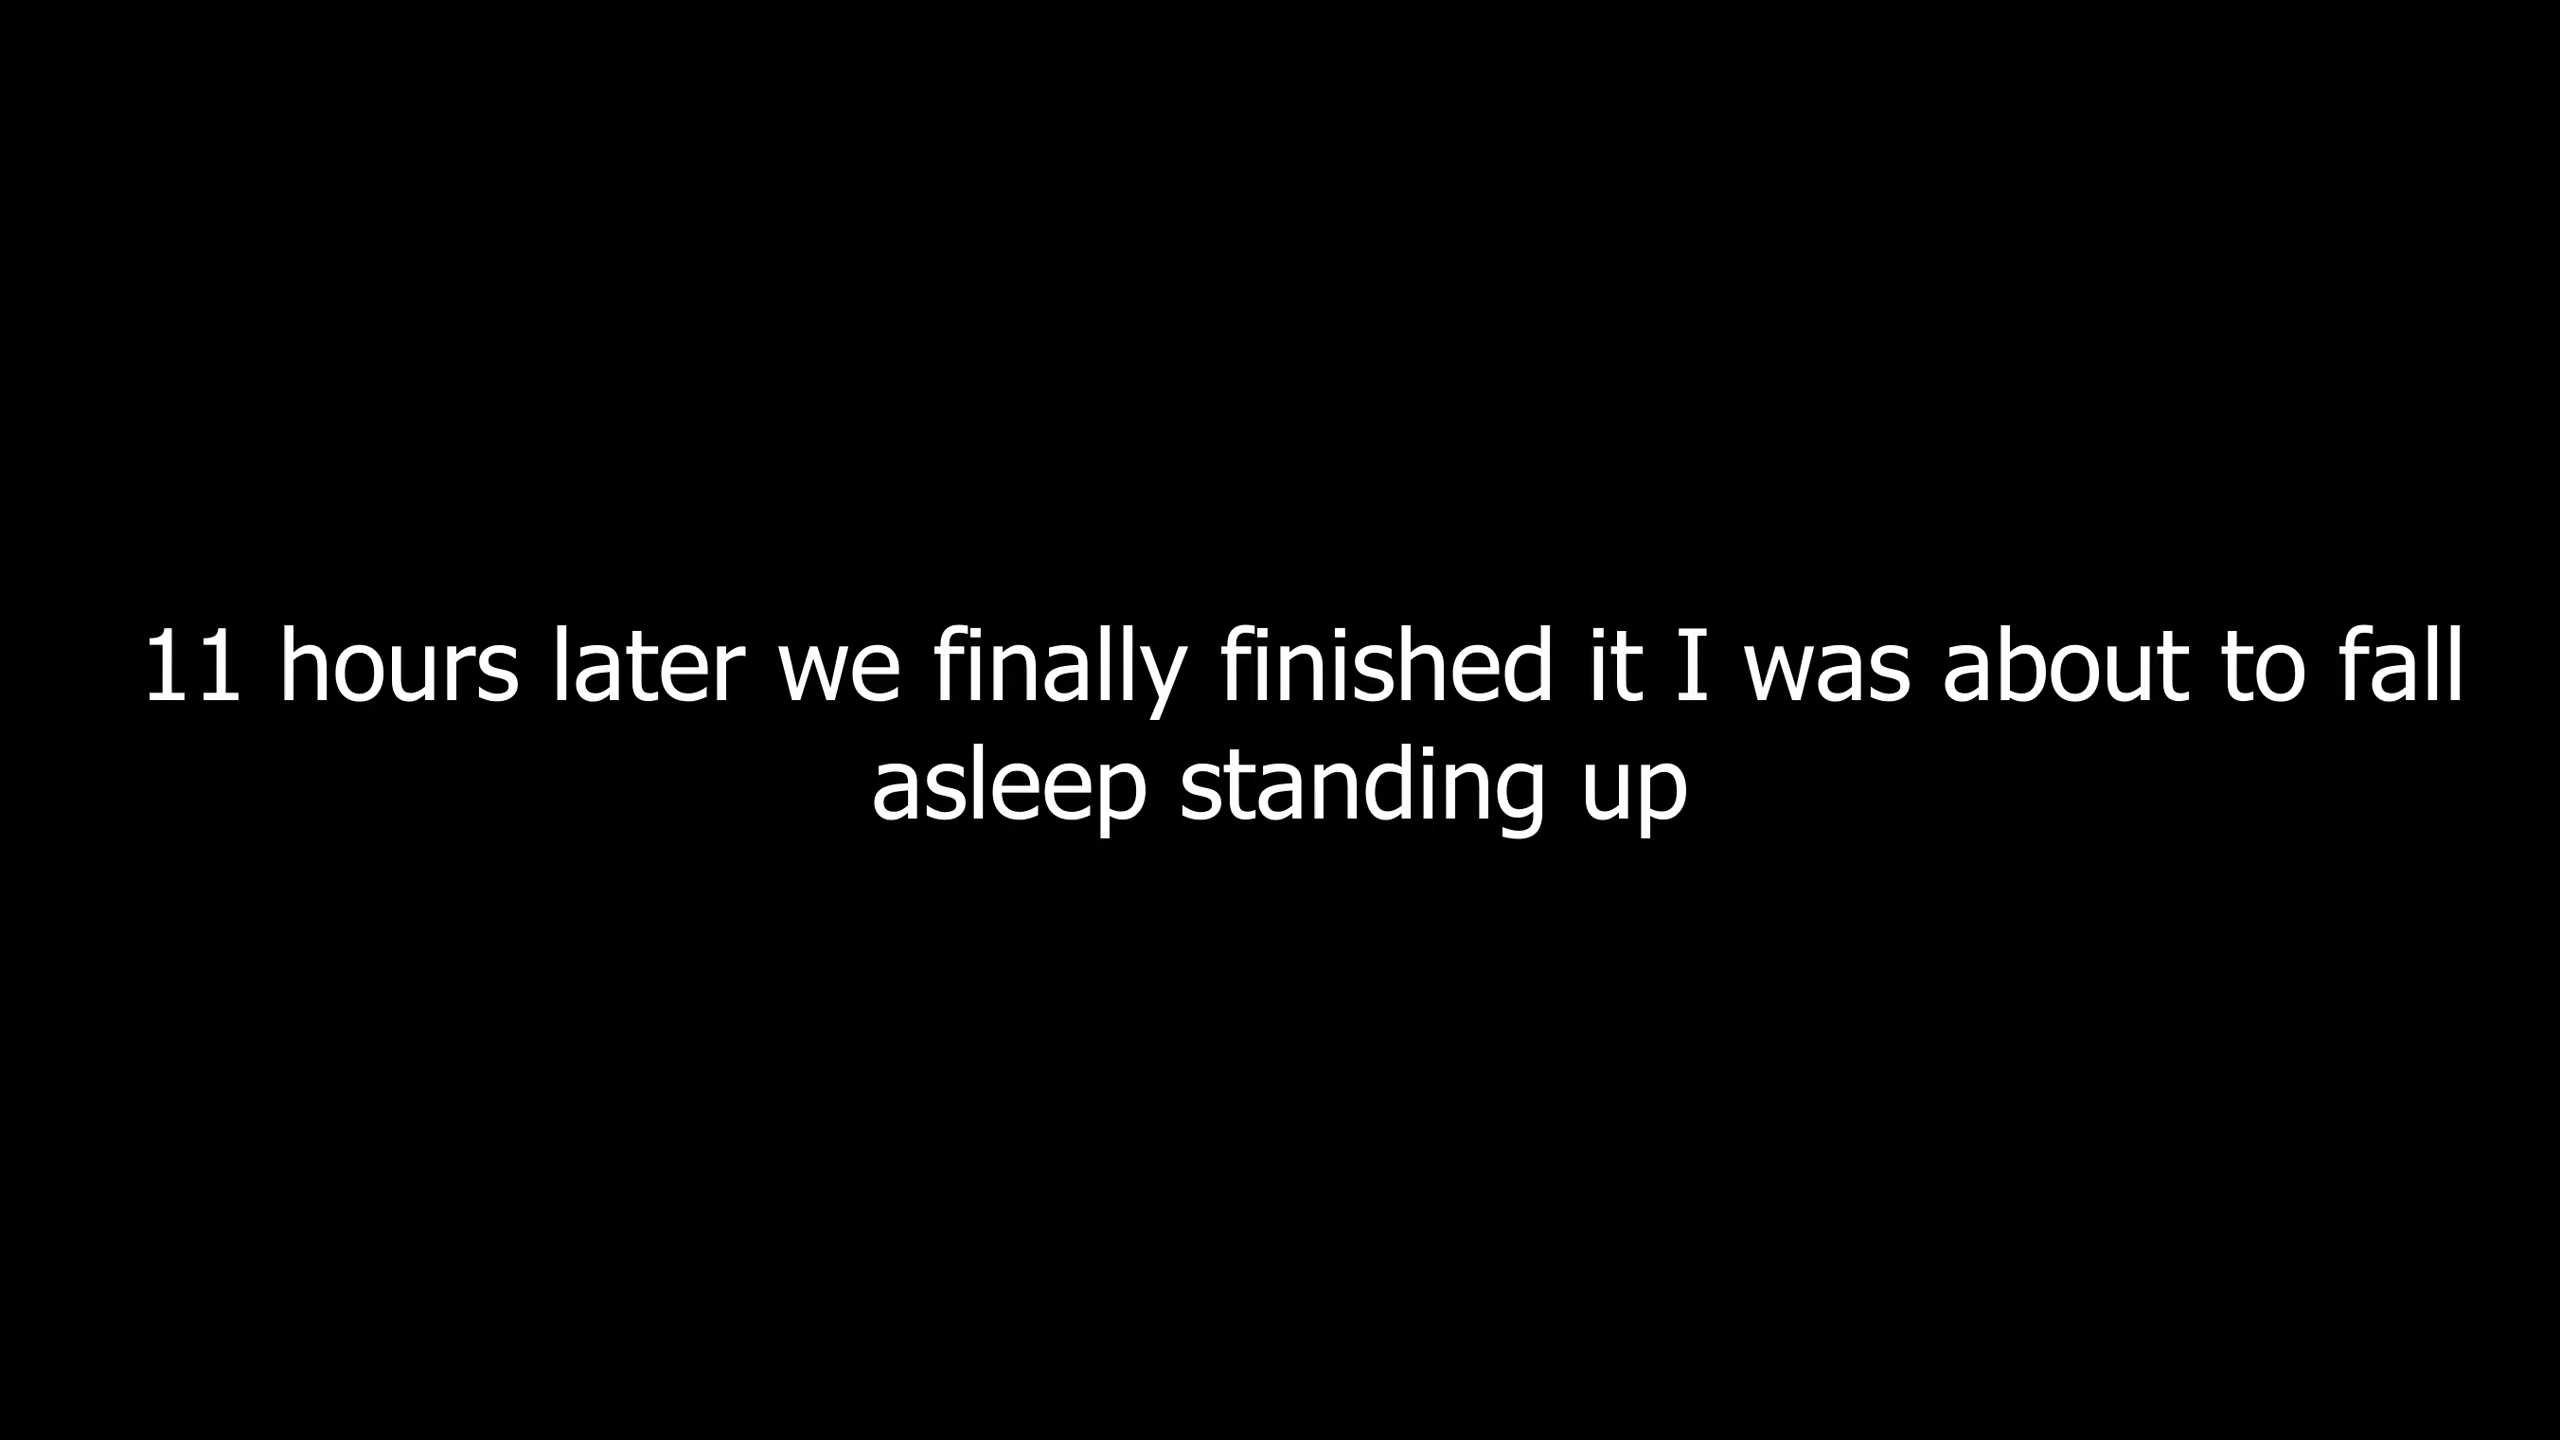 11 hours later we finally finished it I was about to fall
asleep standing up